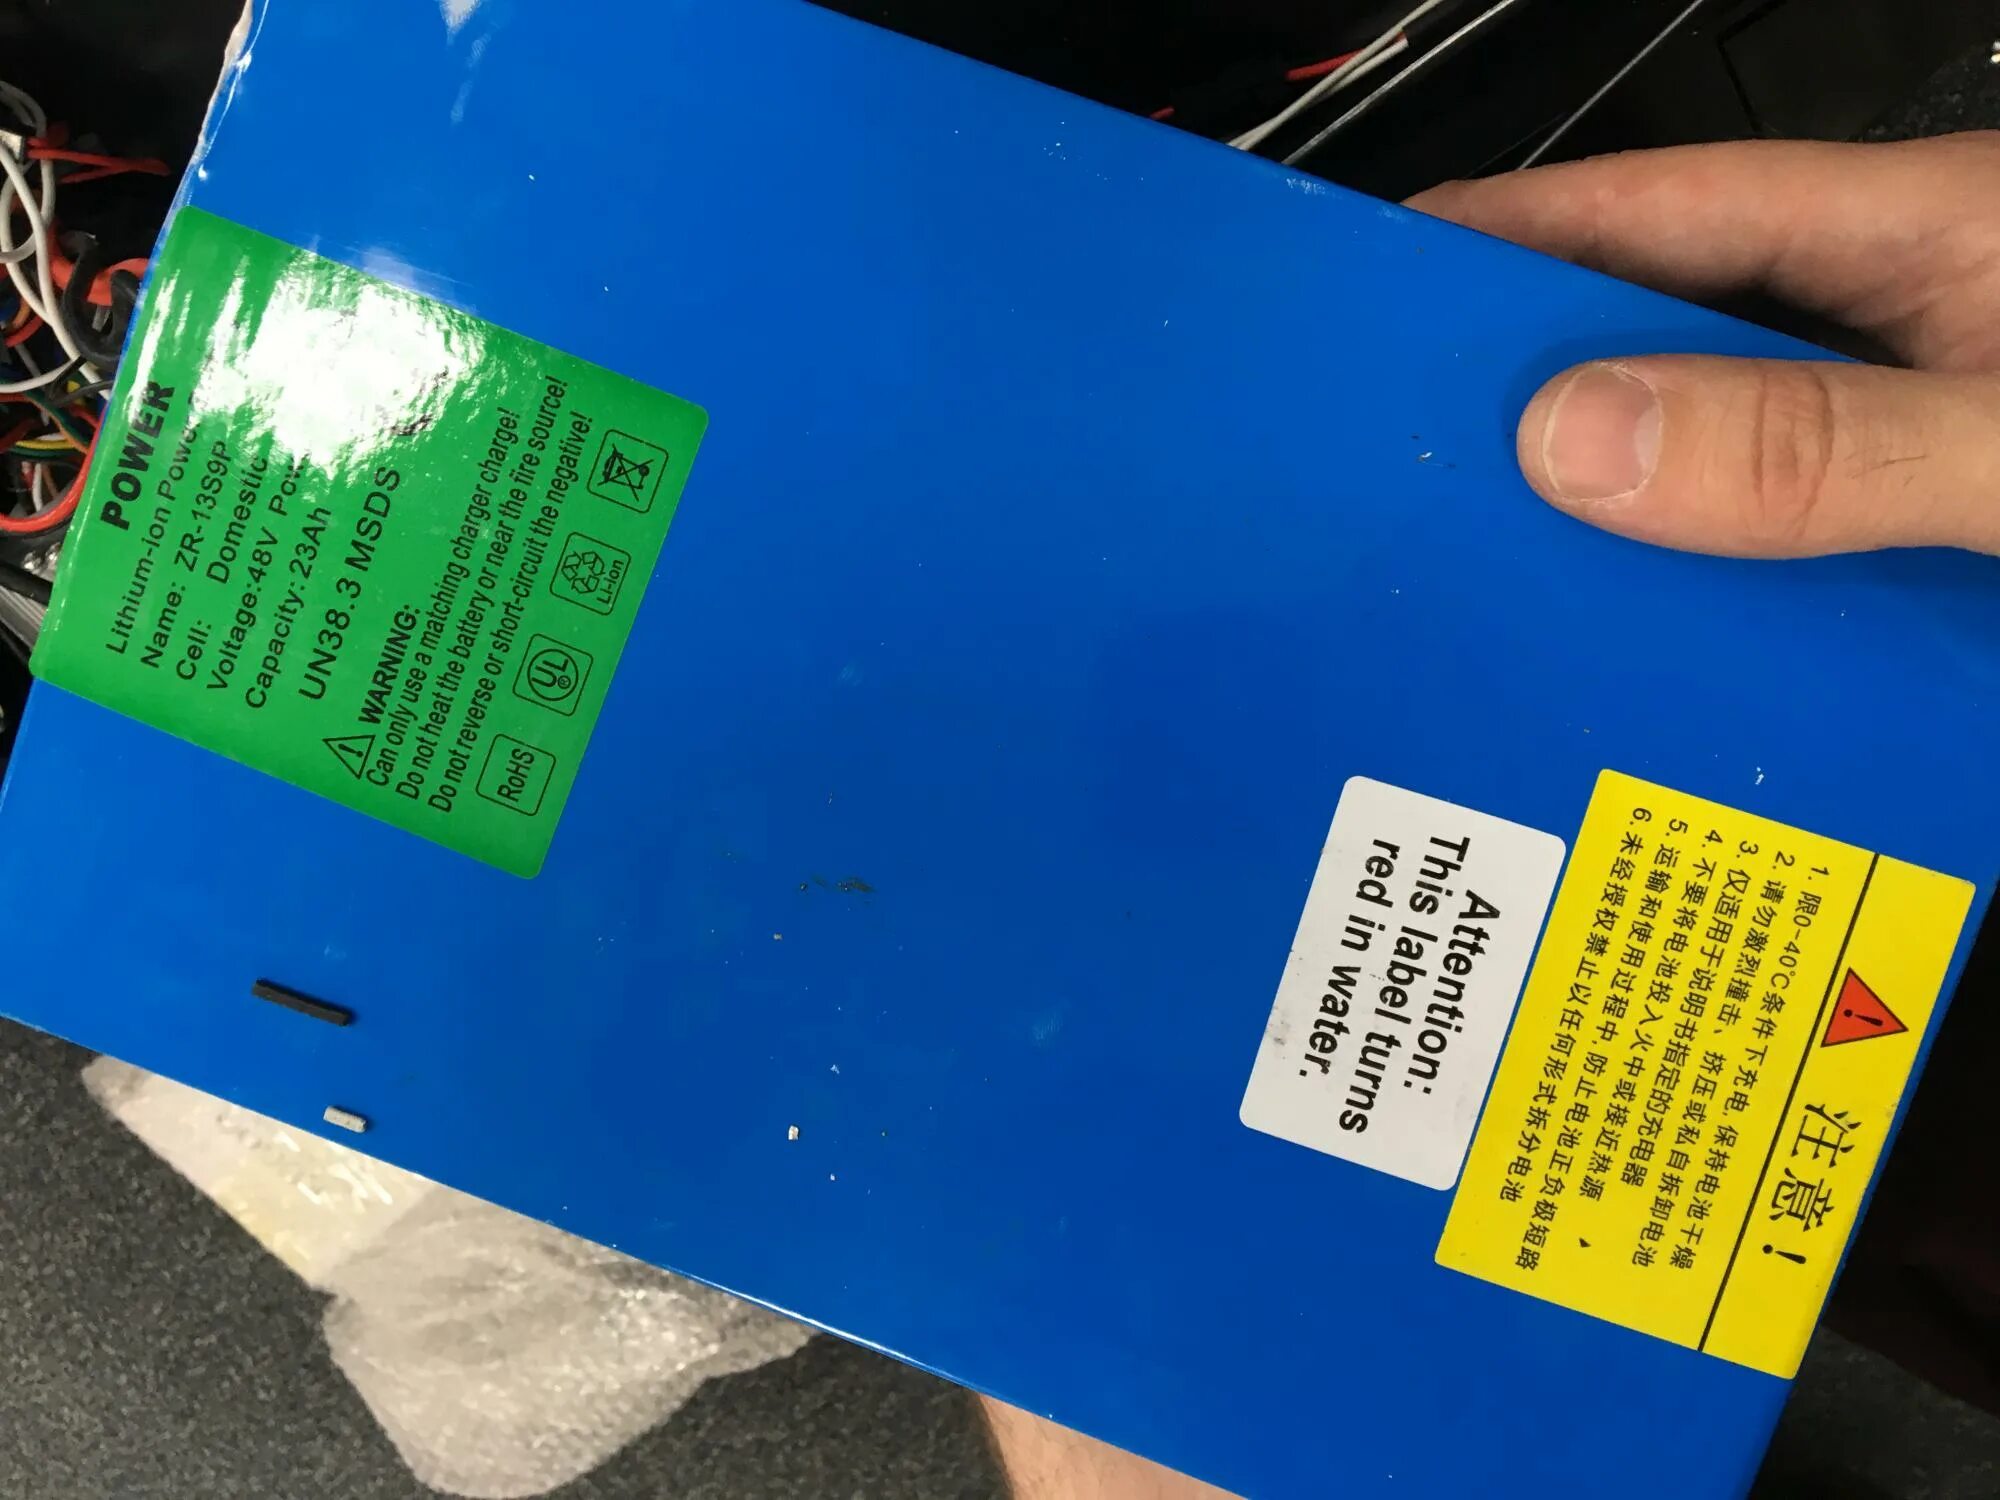 POWER
Lithium-ion Power
Name: ZR-13S9P
Cell: Domestic
Voltage:48V
Capacity: 23Ah
UN38.3 MSDS
WARNING:
Can only use a matching charger charge!
Do not heat the battery or near the fire source!
Do not reverse or short-circuit the negative!
RoHS
UL
Li-ion
Attention:
This label turns
red in water.
注意！
1. 限0-40℃条件下充电,保持电池干燥
2. 请勿激烈撞击、挤压或私自拆卸电池
3. 仅适用于说明书指定的充电器
4. 不要将电池投入火中或接近热源
5. 运输和使用过程中,防止电池正负极短路
6. 未经授权禁止以任何形式拆分电池